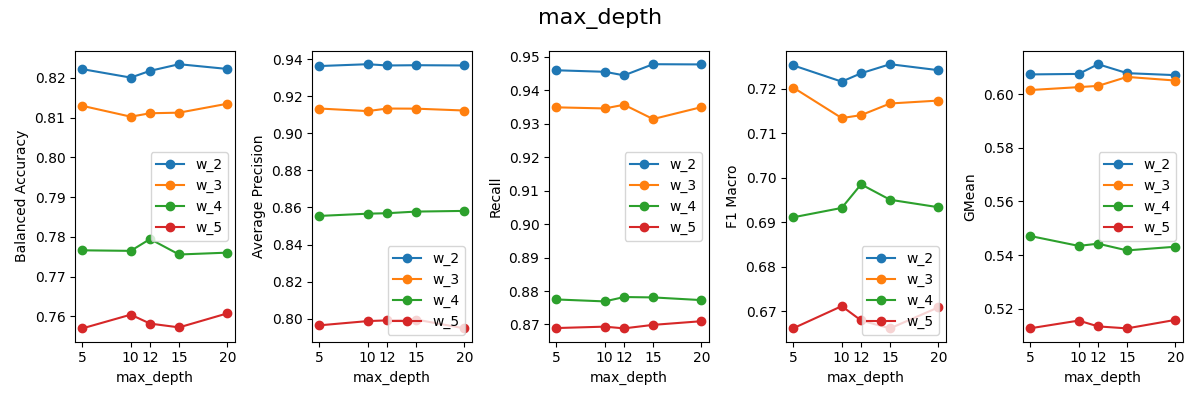 max_depth
Balanced Accuracy
0.82
0.81
0.80
0.79
0.78
0.77
0.76
w_2
w_3
w_4
w_5
5 10 12 15 20
max_depth
Average Precision
0.94
0.92
0.90
0.88
0.86
0.84
0.82
0.80
w_2
w_3
w_4
w_5
5 10 12 15 20
max_depth
Recall
0.95
0.94
0.93
0.92
0.91
0.90
0.89
0.88
0.87
w_2
w_3
w_4
w_5
5 10 12 15 20
max_depth
F1 Macro
0.72
0.71
0.70
0.69
0.68
0.67
w_2
w_3
w_4
w_5
5 10 12 15 20
max_depth
GMean
0.60
0.58
0.56
0.54
0.52
w_2
w_3
w_4
w_5
5 10 12 15 20
max_depth